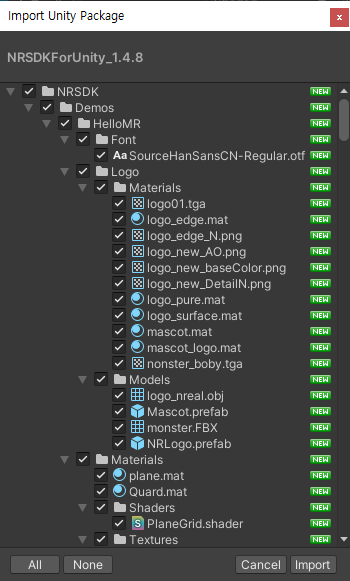 Import Unity Package
x
NRSDKForUnity_1.4.8
NRSDK NEW
Demos NEW
HelloMR NEW
Font NEW
Aa SourceHanSansCN-Regular.otf NEW
Logo NEW
Materials NEW
logo01.tga NEW
logo_edge.mat NEW
logo_edge_N.png NEW
logo_new_AO.png NEW
logo_new_baseColor.png NEW
logo_new_DetailN.png NEW
logo_pure.mat NEW
logo_surface.mat NEW
mascot.mat NEW
mascot_logo.mat NEW
nonster_boby.tga NEW
Models NEW
logo_nreal.obj NEW
Mascot.prefab NEW
monster.FBX NEW
NRLogo.prefab NEW
Materials NEW
plane.mat NEW
Quard.mat NEW
Shaders NEW
S PlaneGrid.shader NEW
Textures NEW
All None Cancel Import